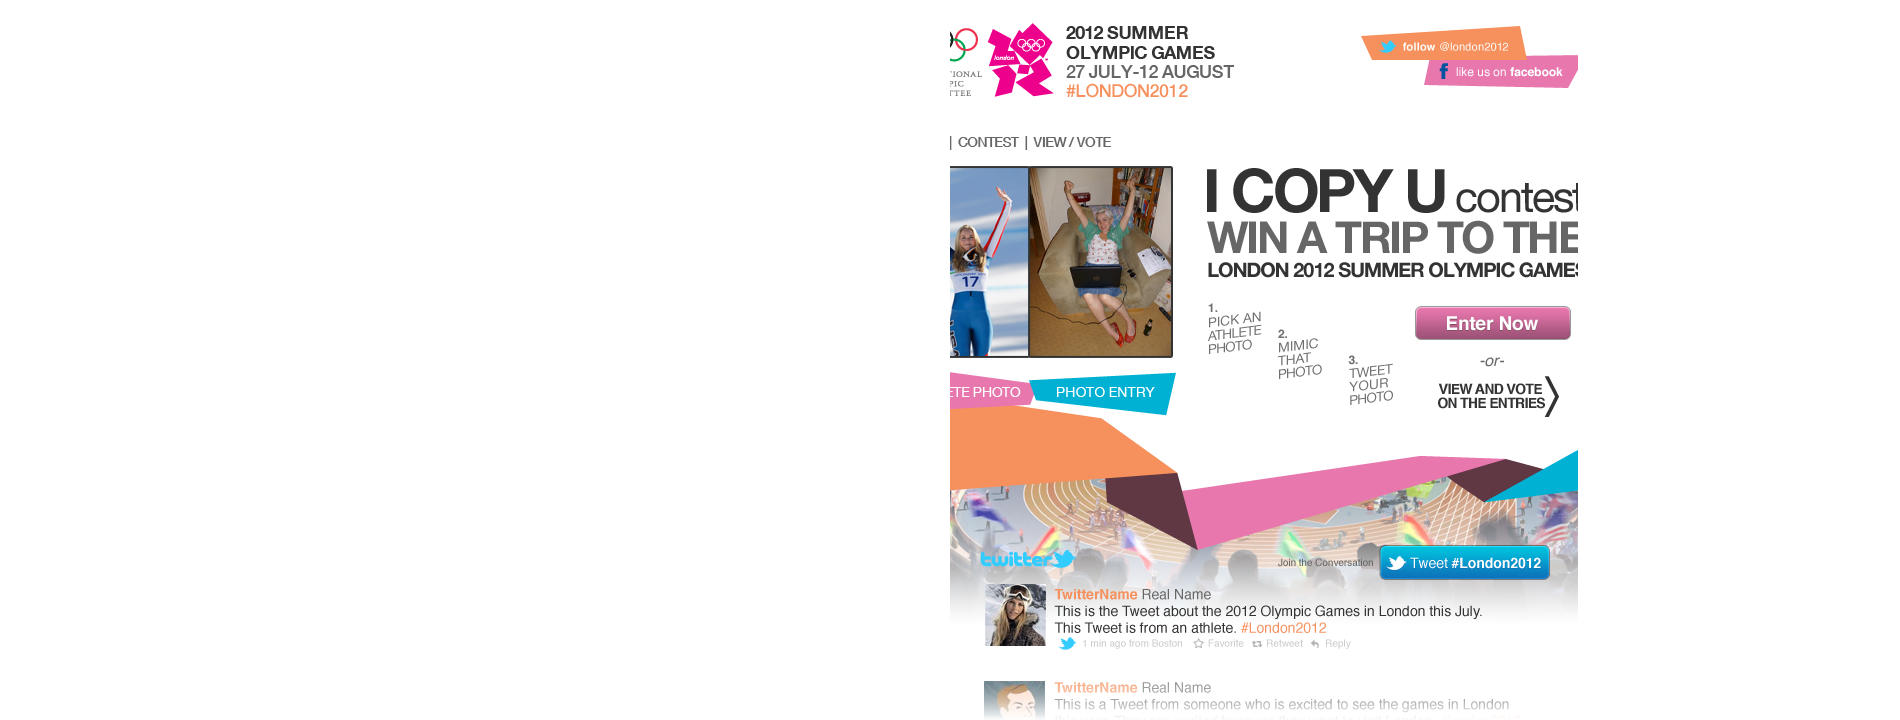 2012 SUMMER
OLYMPIC GAMES
27 JULY-12 AUGUST
#LONDON2012
london
TIONAL
PIC
TTEE
follow @london2012
f like us on facebook
| CONTEST | VIEW / VOTE
17
I COPY U contest
WIN A TRIP TO THE
LONDON 2012 SUMMER OLYMPIC GAMES
1.
PICK AN
ATHLETE
PHOTO
2.
MIMIC
THAT
PHOTO
3.
TWEET
YOUR
PHOTO
Enter Now
-or-
VIEW AND VOTE
ON THE ENTRIES
ETE PHOTO
PHOTO ENTRY
twitter
Join the Conversation
Tweet #London2012
TwitterName Real Name
This is the Tweet about the 2012 Olympic Games in London this July.
This Tweet is from an athlete. #London2012
1 min ago from Boston Favorite Retweet Reply
TwitterName Real Name
This is a Tweet from someone who is excited to see the games in London